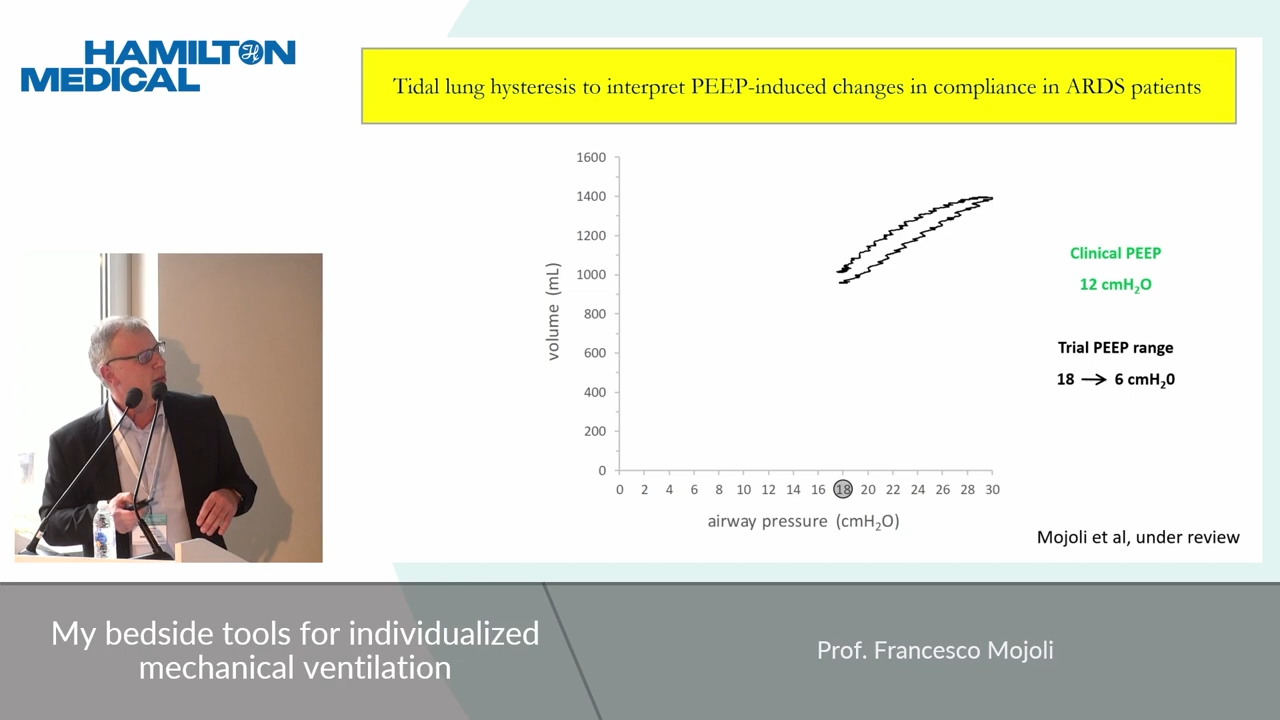 HAMILTON
MEDICAL
Tidal lung hysteresis to interpret PEEP-induced changes in compliance in ARDS patients
1600
1400
1200
1000
800
600
400
200
0
volume (mL)
0 2 4 6 8 10 12 14 16 18 20 22 24 26 28 30
airway pressure (cmH₂O)
Clinical PEEP
12 cmH₂O
Trial PEEP range
18 → 6 cmH₂0
Mojoli et al, under review
My bedside tools for individualized
mechanical ventilation
Prof. Francesco Mojoli